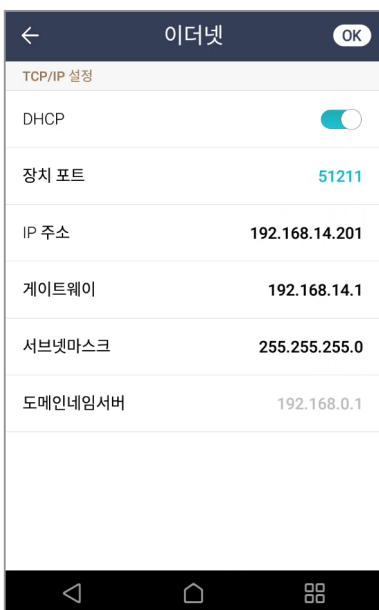 이더넷
OK
TCP/IP 설정
DHCP
장치 포트 51211
IP 주소 192.168.14.201
게이트웨이 192.168.14.1
서브넷마스크 255.255.255.0
도메인네임서버 192.168.0.1